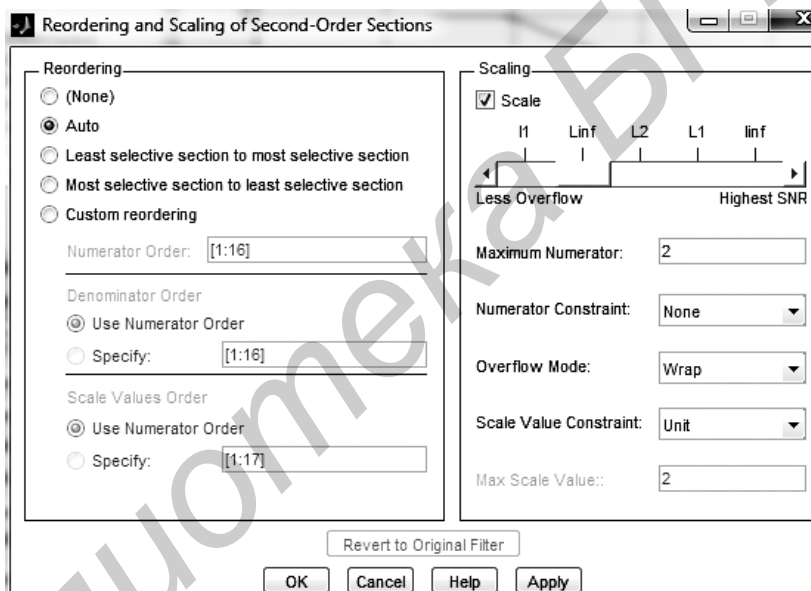 Reordering and Scaling of Second-Order Sections
Reordering
(None)
Auto
Least selective section to most selective section
Most selective section to least selective section
Custom reordering
Numerator Order: [1:16]
Denominator Order
Use Numerator Order
Specify: [1:16]
Scale Values Order
Use Numerator Order
Specify: [1:17]
Scaling
Scale
l1 Linf L2 L1 linf
Less Overflow Highest SNR
Maximum Numerator: 2
Numerator Constraint: None
Overflow Mode: Wrap
Scale Value Constraint: Unit
Max Scale Value:: 2
Revert to Original Filter
OK Cancel Help Apply